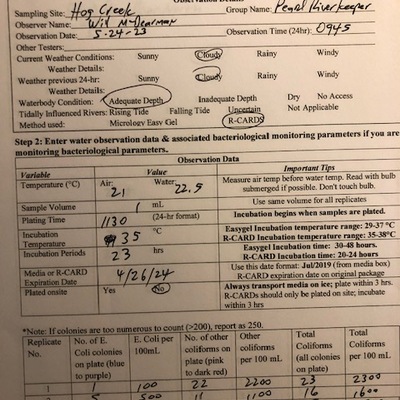 Observation Details
Sampling Site: Hog Creek Group Name: Pearl Riverkeeper
Observer Name: Will McDearman
Observation Date: 5-24-23 Observation Time (24hr): 0945
Other Testers:
Current Weather Conditions: Sunny Cloudy Rainy Windy
Weather Details:
Weather previous 24-hr: Sunny Cloudy Rainy Windy
Weather Details:
Waterbody Condition: Adequate Depth Inadequate Depth Dry No Access
Tidally Influenced Rivers: Rising Tide Falling Tide Uncertain Not Applicable
Method used: Micrology Easy Gel R-CARDS
Step 2: Enter water observation data & associated bacteriological monitoring parameters if you are
monitoring bacteriological parameters.
Observation Data
Variable Value Important Tips
Temperature (°C) Air: 21 Water: 22.5 Measure air temp before water temp. Read with bulb
submerged if possible. Don't touch bulb.
Sample Volume 1 mL Use same volume for all replicates
Plating Time 1130 (24-hr format) Incubation begins when samples are plated.
Incubation Temperature 35 °C Easygel Incubation temperature range: 29-37 °C
R-CARD Incubation temperature range: 35-38°C
Incubation Periods 23 hrs Easygel Incubation time: 30-48 hours.
R-CARD Incubation time: 20-24 hours
Media or R-CARD Expiration Date 4/26/24 Use this date format: Jul/2019 (from media box)
R-CARD expiration date on original package
Plated onsite Yes No Always transport media on ice; plate within 3 hrs.
R-CARDs should only be plated on site; incubate
within 3 hrs
*Note: If colonies are too numerous to count (>200), report as 250.
Replicate No. No. of E. Coli colonies on plate (blue to purple) E. Coli per 100mL No. of other coliforms on plate (pink to dark red) Other coliforms per 100 mL Total Coliforms (all colonies on plate) Total Coliforms per 100 mL
1 1 100 22 2200 23 2300
2 5 500 11 1100 16 1600